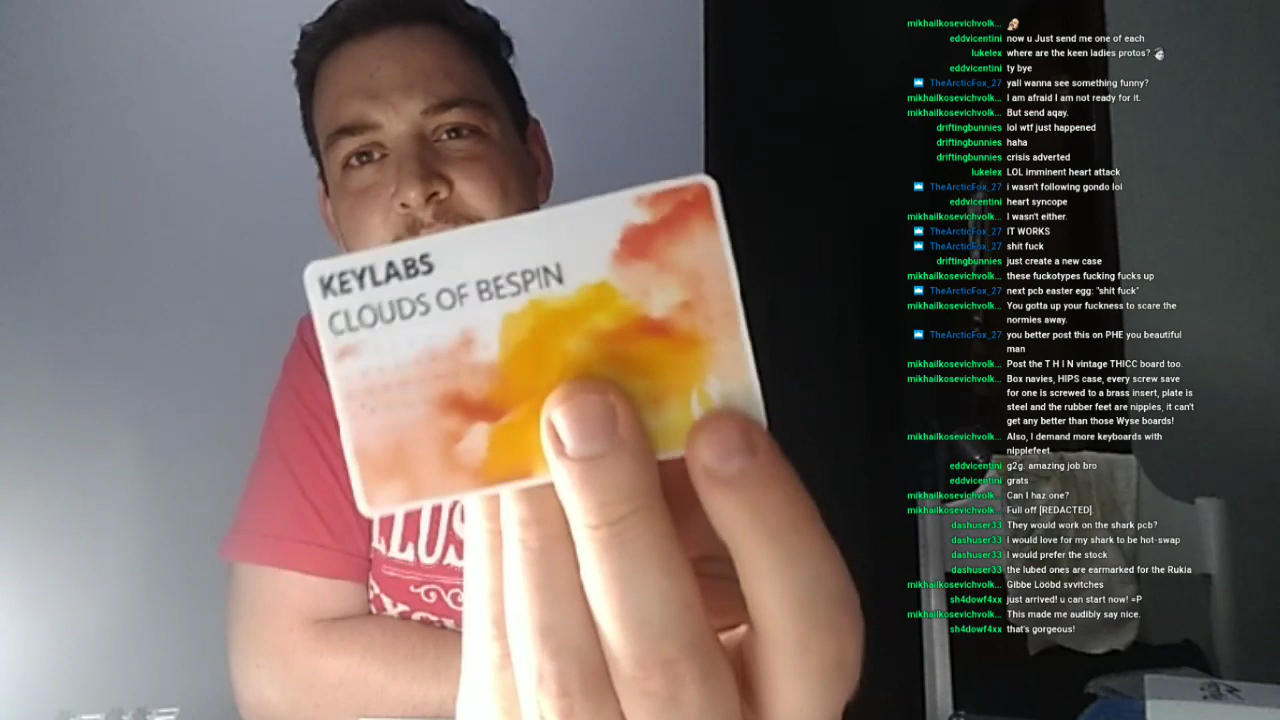 KEYLABS
CLOUDS OF BESPIN
mikhailkosevichvolk...
eddvicentini now u Just send me one of each
lukelex where are the keen ladies protos?
eddvicentini ty bye
TheArcticFox_27 yall wanna see something funny?
mikhailkosevichvolk... I am afraid I am not ready for it.
mikhailkosevichvolk... But send aqay.
driftingbunnies lol wtf just happened
driftingbunnies haha
driftingbunnies crisis adverted
lukelex LOL imminent heart attack
TheArcticFox_27 i wasn't following gondo lol
eddvicentini heart syncope
mikhailkosevichvolk... I wasn't either.
TheArcticFox_27 IT WORKS
TheArcticFox_27 shit fuck
driftingbunnies just create a new case
mikhailkosevichvolk... these fuckotypes fucking fucks up
TheArcticFox_27 next pcb easter egg: "shit fuck"
mikhailkosevichvolk... You gotta up your fuckness to scare the
normies away.
TheArcticFox_27 you better post this on PHE you beautiful
man
mikhailkosevichvolk... Post the T H I N vintage THICC board too.
mikhailkosevichvolk... Box navies, HIPS case, every screw save
for one is screwed to a brass insert, plate is
steel and the rubber feet are nipples, it can't
get any better than those Wyse boards!
mikhailkosevichvolk... Also, I demand more keyboards with
nipplefeet.
eddvicentini g2g. amazing job bro
eddvicentini grats
mikhailkosevichvolk... Can I haz one?
mikhailkosevichvolk... Full off [REDACTED].
dashuser33 They would work on the shark pcb?
dashuser33 I would love for my shark to be hot-swap
dashuser33 I would prefer the stock
dashuser33 the lubed ones are earmarked for the Rukia
mikhailkosevichvolk... Gibbe Lööbd svvitches
sh4dowf4xx just arrived! u can start now! =P
mikhailkosevichvolk... This made me audibly say nice.
sh4dowf4xx that's gorgeous!